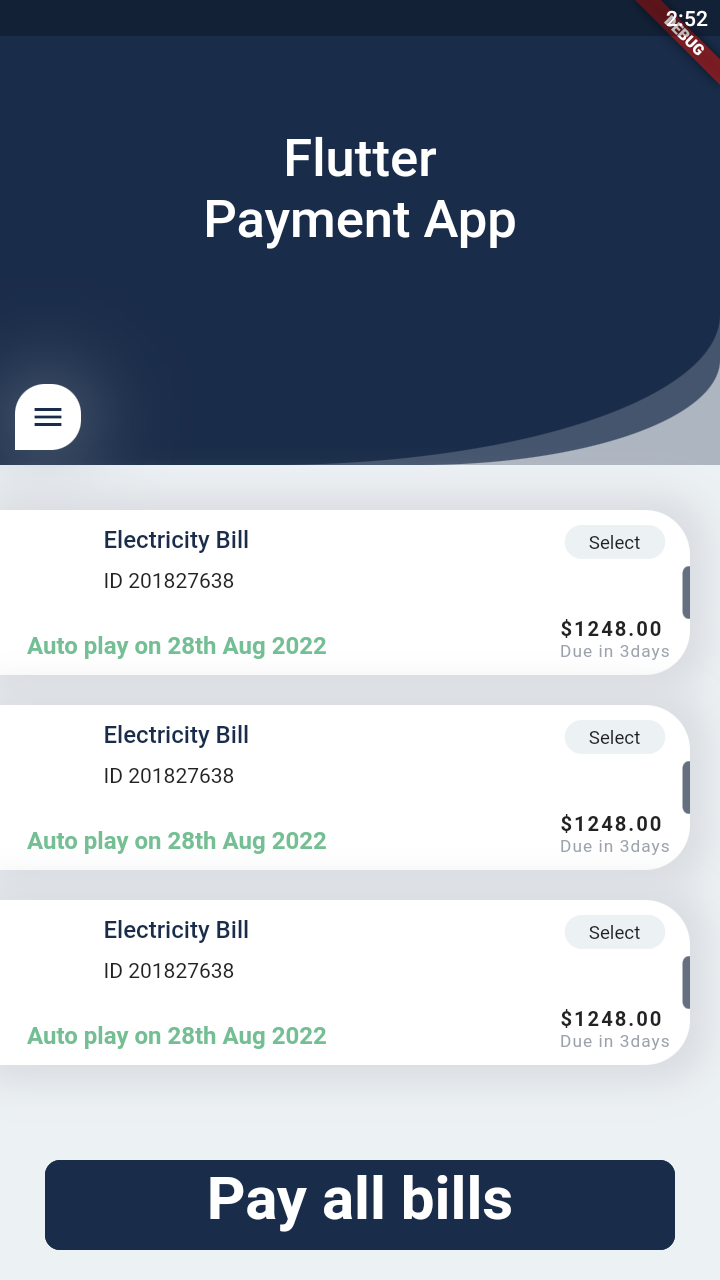 2:52
DEBUG
Flutter
Payment App
Electricity Bill
Select
ID 201827638
$1248.00
Auto play on 28th Aug 2022
Due in 3days
Electricity Bill
Select
ID 201827638
$1248.00
Auto play on 28th Aug 2022
Due in 3days
Electricity Bill
Select
ID 201827638
$1248.00
Auto play on 28th Aug 2022
Due in 3days
Pay all bills